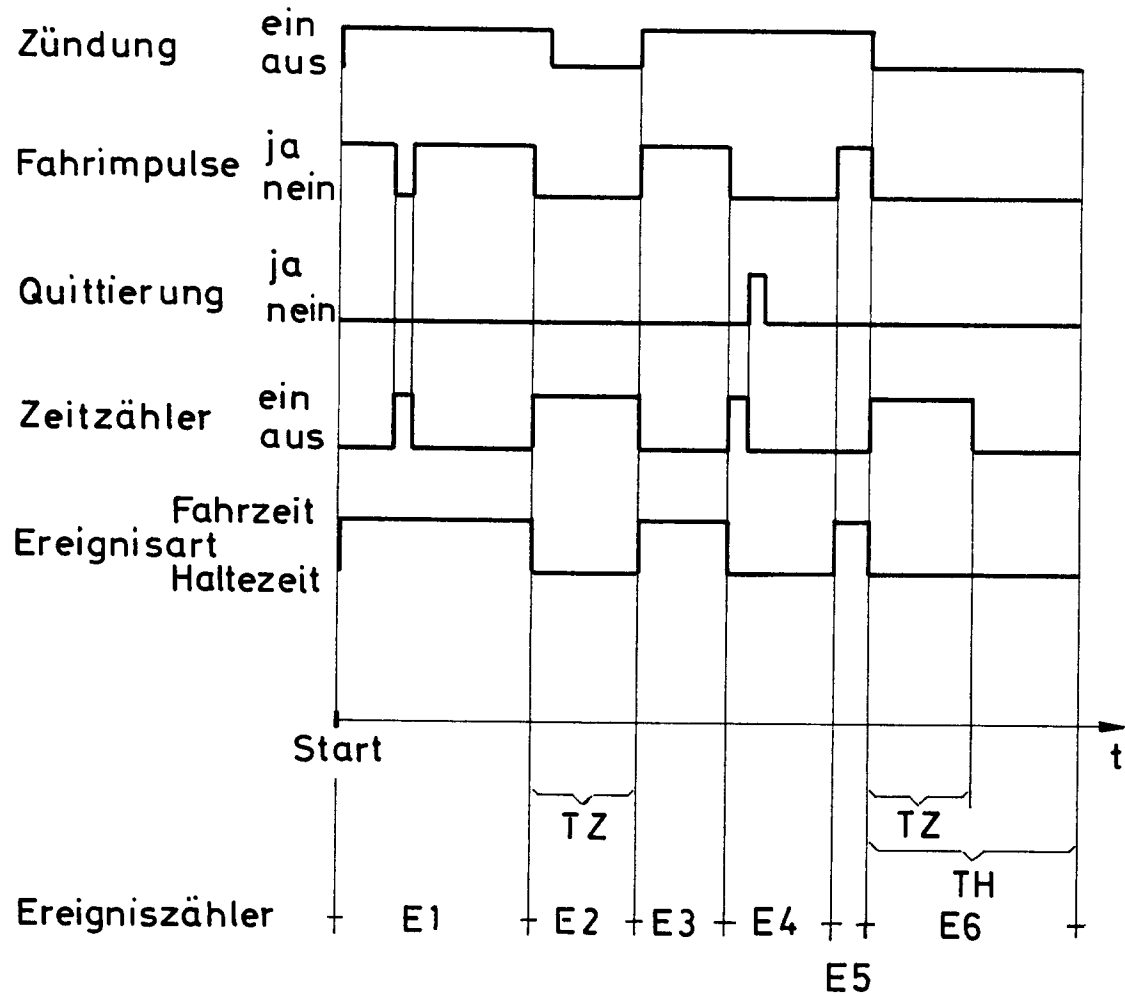 Zündung ein
aus
Fahrimpulse ja
nein
Quittierung ja
nein
Zeitzähler ein
aus
Fahrzeit
Ereignisart
Haltezeit
Start t
TZ TZ
TH
Ereigniszähler E1 E2 E3 E4 E6
E5